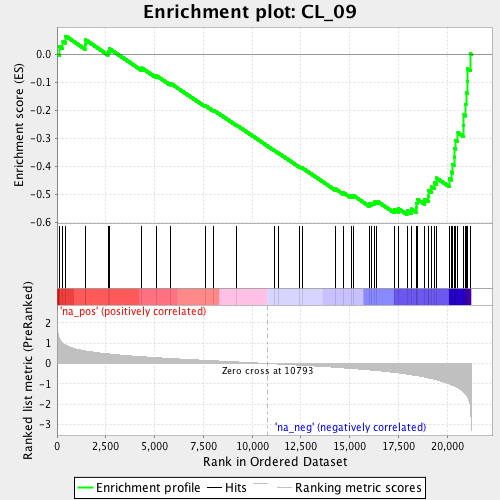 Enrichment plot: CL_09
Enrichment score (ES)
0.0
-0.1
-0.2
-0.3
-0.4
-0.5
-0.6
'na_pos' (positively correlated)
Ranked list metric (PreRanked)
2
1
0
-1
-2
-3
Zero cross at 10793
'na_neg' (negatively correlated)
0
2,500
5,000
7,500
10,000
12,500
15,000
17,500
20,000
Rank in Ordered Dataset
Enrichment profile
Hits
Ranking metric scores